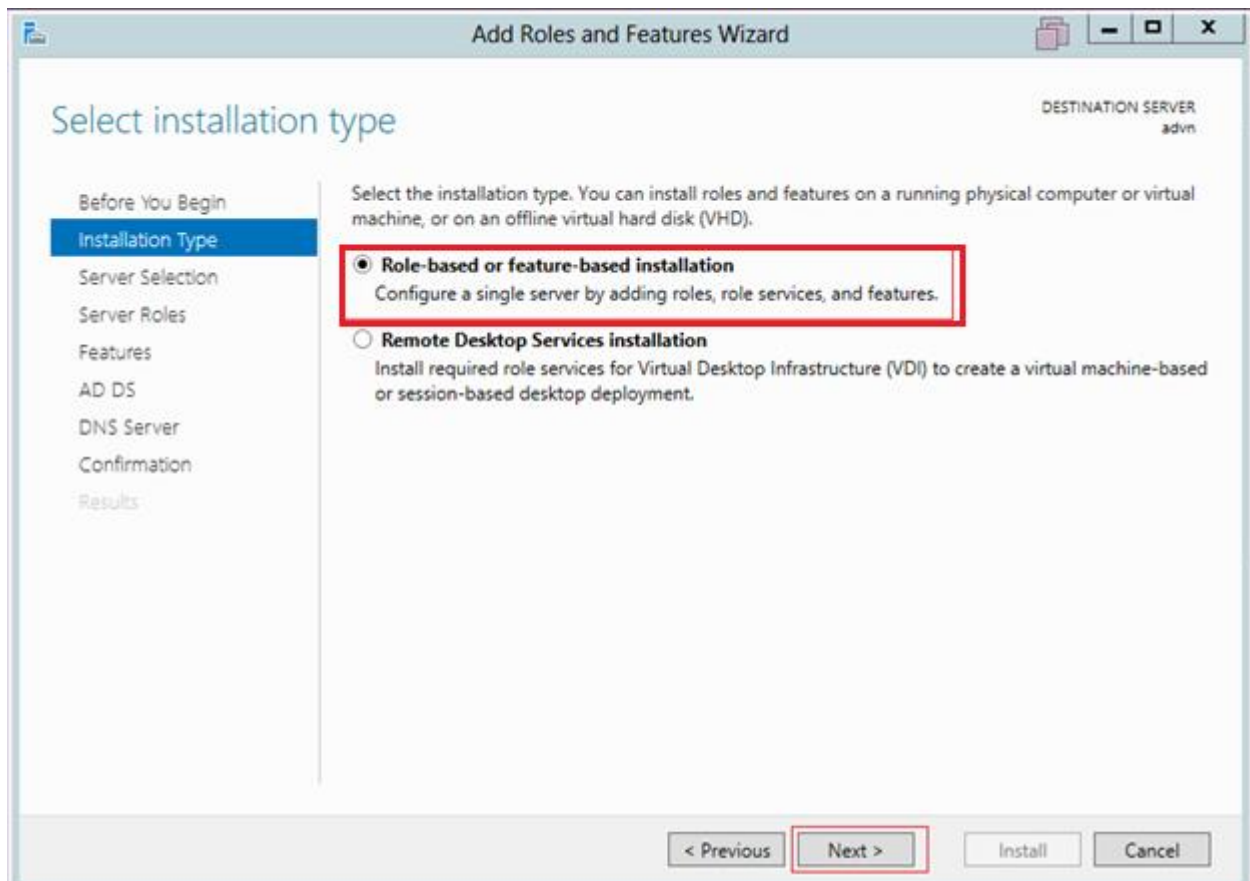 Add Roles and Features Wizard
Select installation type
DESTINATION SERVER
advn
Before You Begin
Installation Type
Server Selection
Server Roles
Features
AD DS
DNS Server
Confirmation
Results
Select the installation type. You can install roles and features on a running physical computer or virtual
machine, or on an offline virtual hard disk (VHD).
Role-based or feature-based installation
Configure a single server by adding roles, role services, and features.
Remote Desktop Services installation
Install required role services for Virtual Desktop Infrastructure (VDI) to create a virtual machine-based
or session-based desktop deployment.
< Previous
Next >
Install
Cancel